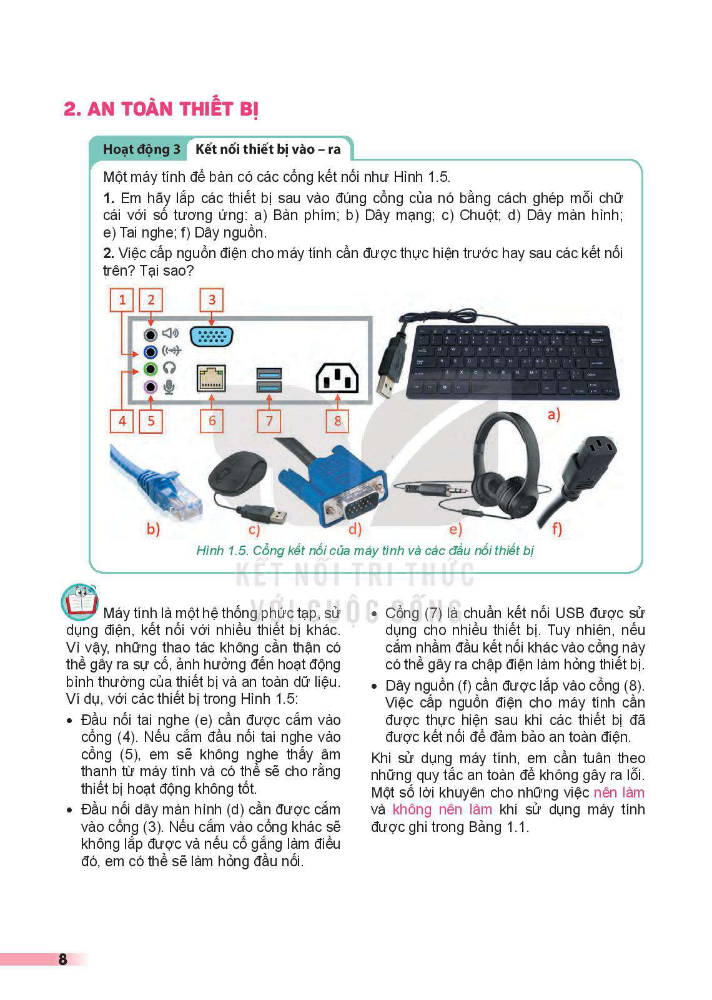 2. AN TOÀN THIẾT BỊ
Hoạt động 3 Kết nối thiết bị vào – ra
Một máy tính để bàn có các cổng kết nối như Hình 1.5.
1. Em hãy lắp các thiết bị sau vào đúng cổng của nó bằng cách ghép mỗi chữ
cái với số tương ứng: a) Bàn phím; b) Dây mạng; c) Chuột; d) Dây màn hình;
e) Tai nghe; f) Dây nguồn.
2. Việc cấp nguồn điện cho máy tính cần được thực hiện trước hay sau các kết nối
trên? Tại sao?
1 2 3
4 5 6 7 8
a)
b) c) d) e) f)
Hình 1.5. Cổng kết nối của máy tính và các đầu nối thiết bị
KẾT NỐI TRI THỨC
VỚI CUỘC SỐNG
Máy tính là một hệ thống phức tạp, sử
dụng điện, kết nối với nhiều thiết bị khác.
Vì vậy, những thao tác không cẩn thận có
thể gây ra sự cố, ảnh hưởng đến hoạt động
bình thường của thiết bị và an toàn dữ liệu.
Ví dụ, với các thiết bị trong Hình 1.5:
• Đầu nối tai nghe (e) cần được cắm vào
cổng (4). Nếu cắm đầu nối tai nghe vào
cổng (5), em sẽ không nghe thấy âm
thanh từ máy tính và có thể sẽ cho rằng
thiết bị hoạt động không tốt.
• Đầu nối dây màn hình (d) cần được cắm
vào cổng (3). Nếu cắm vào cổng khác sẽ
không lắp được và nếu cố gắng làm điều
đó, em có thể sẽ làm hỏng đầu nối.
• Cổng (7) là chuẩn kết nối USB được sử
dụng cho nhiều thiết bị. Tuy nhiên, nếu
cắm nhầm đầu kết nối khác vào cổng này
có thể gây ra chập điện làm hỏng thiết bị.
• Dây nguồn (f) cần được lắp vào cổng (8).
Việc cấp nguồn điện cho máy tính cần
được thực hiện sau khi các thiết bị đã
được kết nối để đảm bảo an toàn điện.
Khi sử dụng máy tính, em cần tuân theo
những quy tắc an toàn để không gây ra lỗi.
Một số lời khuyên cho những việc nên làm
và không nên làm khi sử dụng máy tính
được ghi trong Bảng 1.1.
8